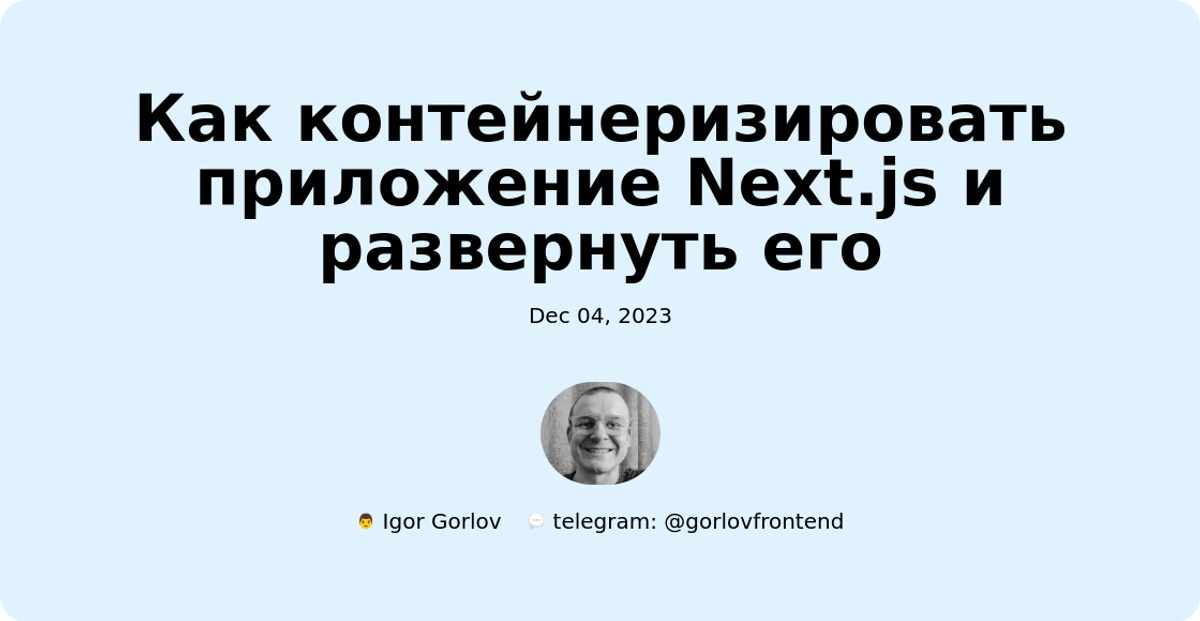 Как контейнеризировать
приложение Next.js и
развернуть его
Dec 04, 2023
👨 Igor Gorlov 💬 telegram: @gorlovfrontend